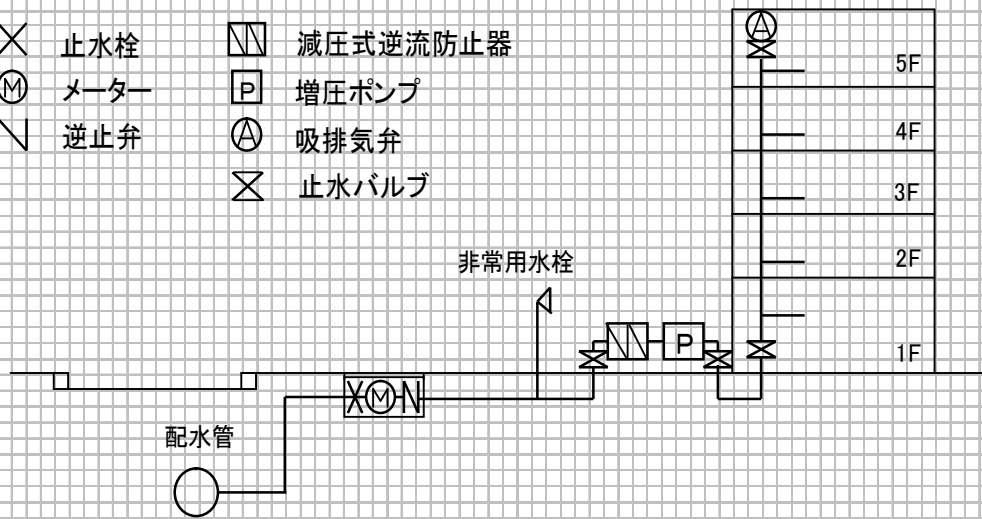 止水栓
減圧式逆流防止器
M メーター
P 増圧ポンプ
逆止弁
A 吸排気弁
止水バルブ
A
5F
4F
3F
2F
非常用水栓
P
1F
M
配水管